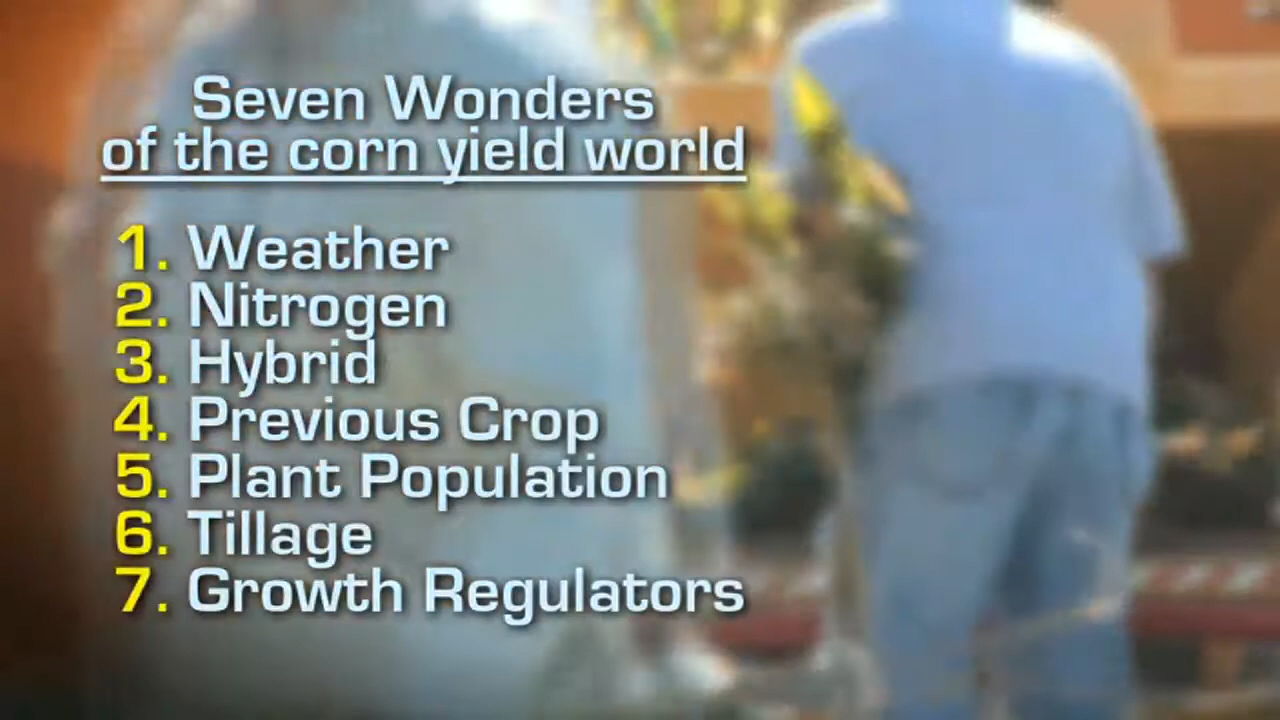 Seven Wonders
of the corn yield world
1. Weather
2. Nitrogen
3. Hybrid
4. Previous Crop
5. Plant Population
6. Tillage
7. Growth Regulators